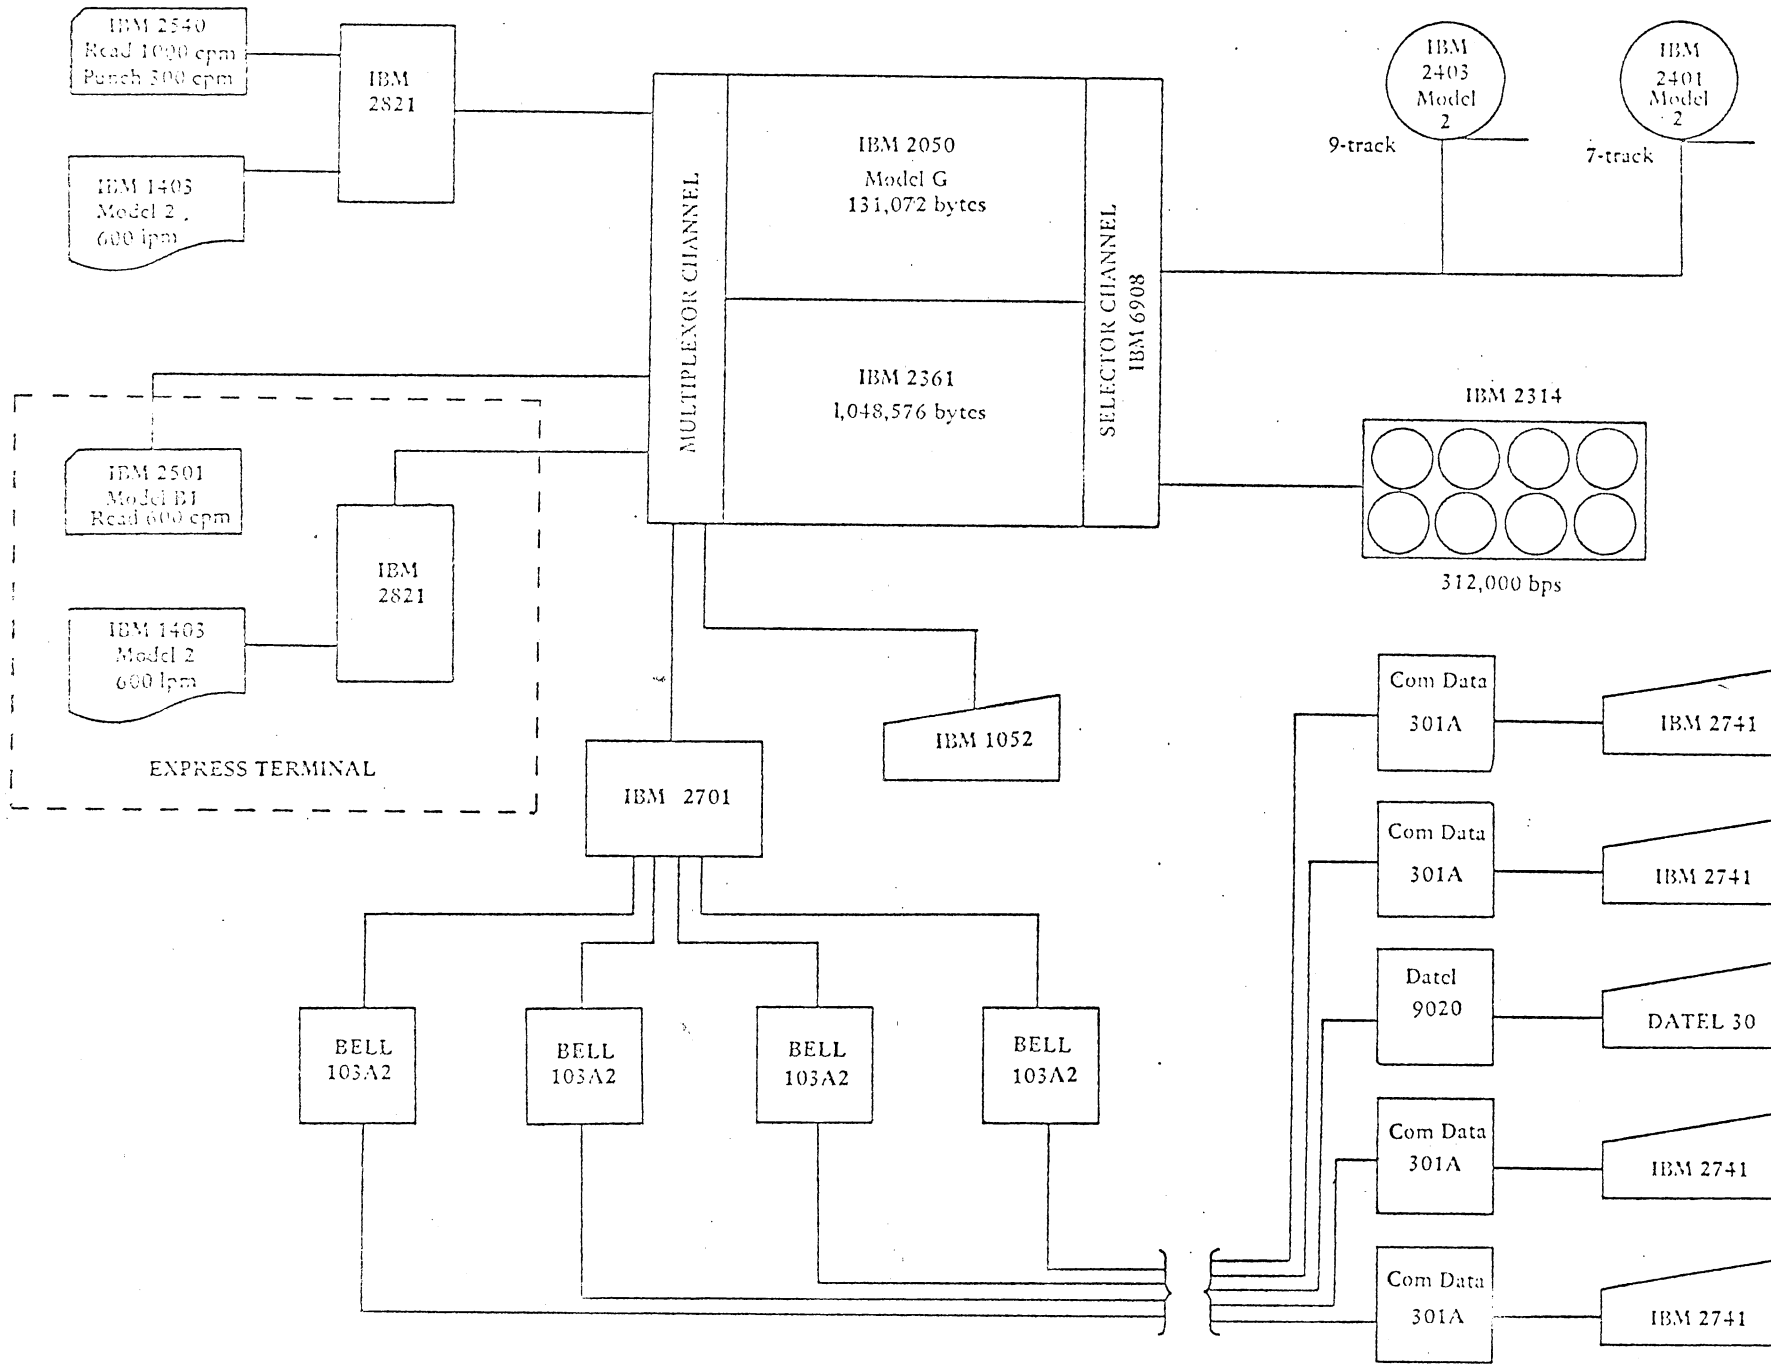 IBM 2540
Read 1000 cpm
Punch 300 cpm
IBM
2821
IBM 1403
Model 2
600 lpm
MULTIPLEXOR CHANNEL
IBM 2050
Model G
131,072 bytes
IBM 2361
1,048,576 bytes
SELECTOR CHANNEL
IBM 6908
IBM
2403
Model
2
9-track
IBM
2401
Model
2
7-track
IBM 2314
312,000 bps
IBM 2501
Model B1
Read 600 cpm
IBM
2821
IBM 1403
Model 2
600 lpm
EXPRESS TERMINAL
IBM 1052
IBM 2701
BELL
103A2
BELL
103A2
BELL
103A2
BELL
103A2
Com Data
301A
IBM 2741
Com Data
301A
IBM 2741
Datel
9020
DATEL 30
Com Data
301A
IBM 2741
Com Data
301A
IBM 2741